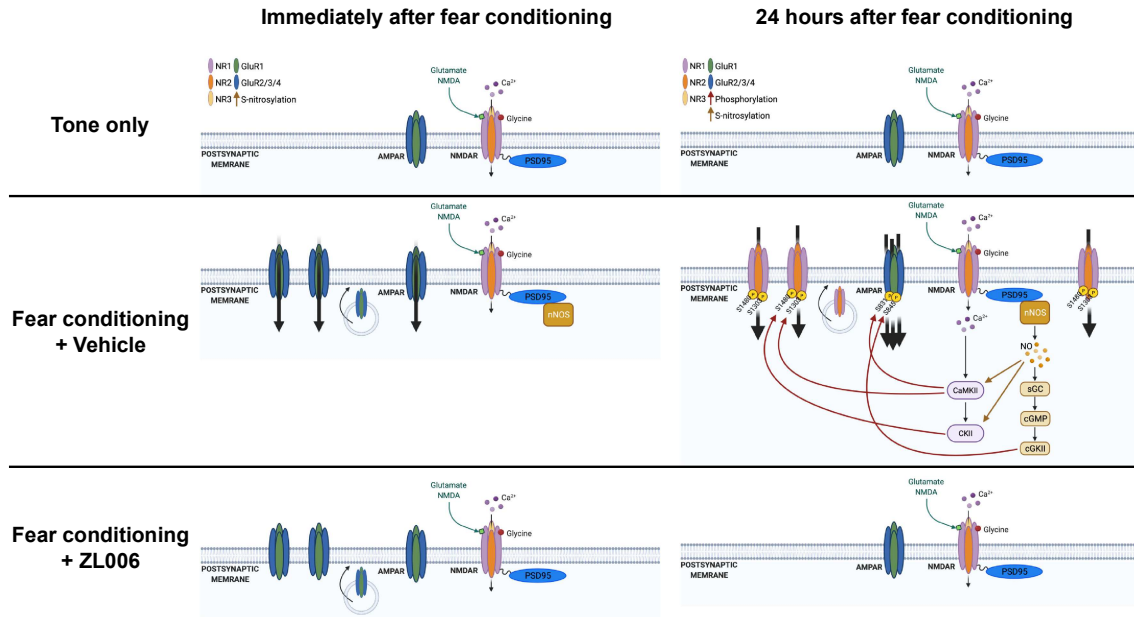 Immediately after fear conditioning
24 hours after fear conditioning
Tone only
NR1 GluR1
NR2 GluR2/3/4
NR3 S-nitrosylation
Glutamate
NMDA
Ca²⁺
Glycine
POSTSYNAPTIC
MEMRANE
AMPAR
NMDAR
PSD95
NR1 GluR1
NR2 GluR2/3/4
NR3 Phosphorylation
S-nitrosylation
Glutamate
NMDA
Ca²⁺
Glycine
POSTSYNAPTIC
MEMRANE
AMPAR
NMDAR
PSD95
Fear conditioning
+ Vehicle
Glutamate
NMDA
Ca²⁺
Glycine
POSTSYNAPTIC
MEMRANE
AMPAR
NMDAR
PSD95
nNOS
Glutamate
NMDA
Ca²⁺
Glycine
POSTSYNAPTIC
MEMRANE
P P
P P
AMPAR
P P
NMDAR
PSD95
P P
S1480
S1480
nNOS
Ca²⁺
NO
CaMKII
sGC
cGMP
CKII
cGKII
Fear conditioning
+ ZL006
Glutamate
NMDA
Ca²⁺
Glycine
POSTSYNAPTIC
MEMRANE
AMPAR
NMDAR
PSD95
Glutamate
NMDA
Ca²⁺
Glycine
POSTSYNAPTIC
MEMRANE
AMPAR
NMDAR
PSD95